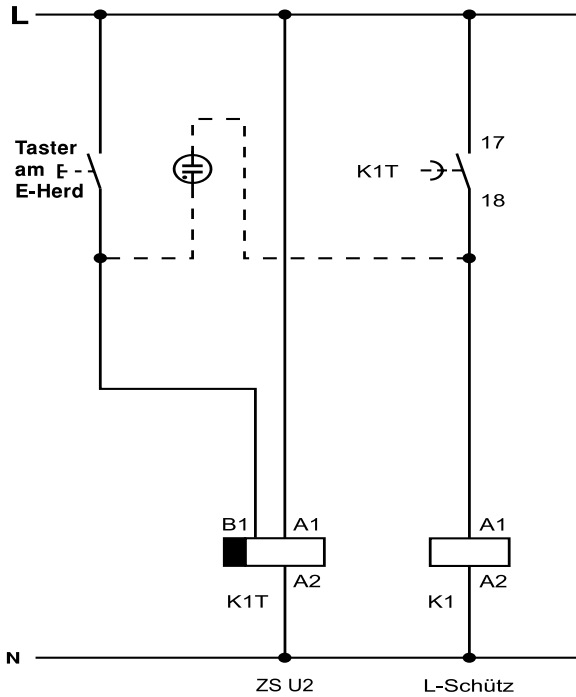 L
Taster
am
E-Herd
K1T
17
18
B1
A1
A2
K1T
A1
A2
K1
N
ZS U2
L-Schütz